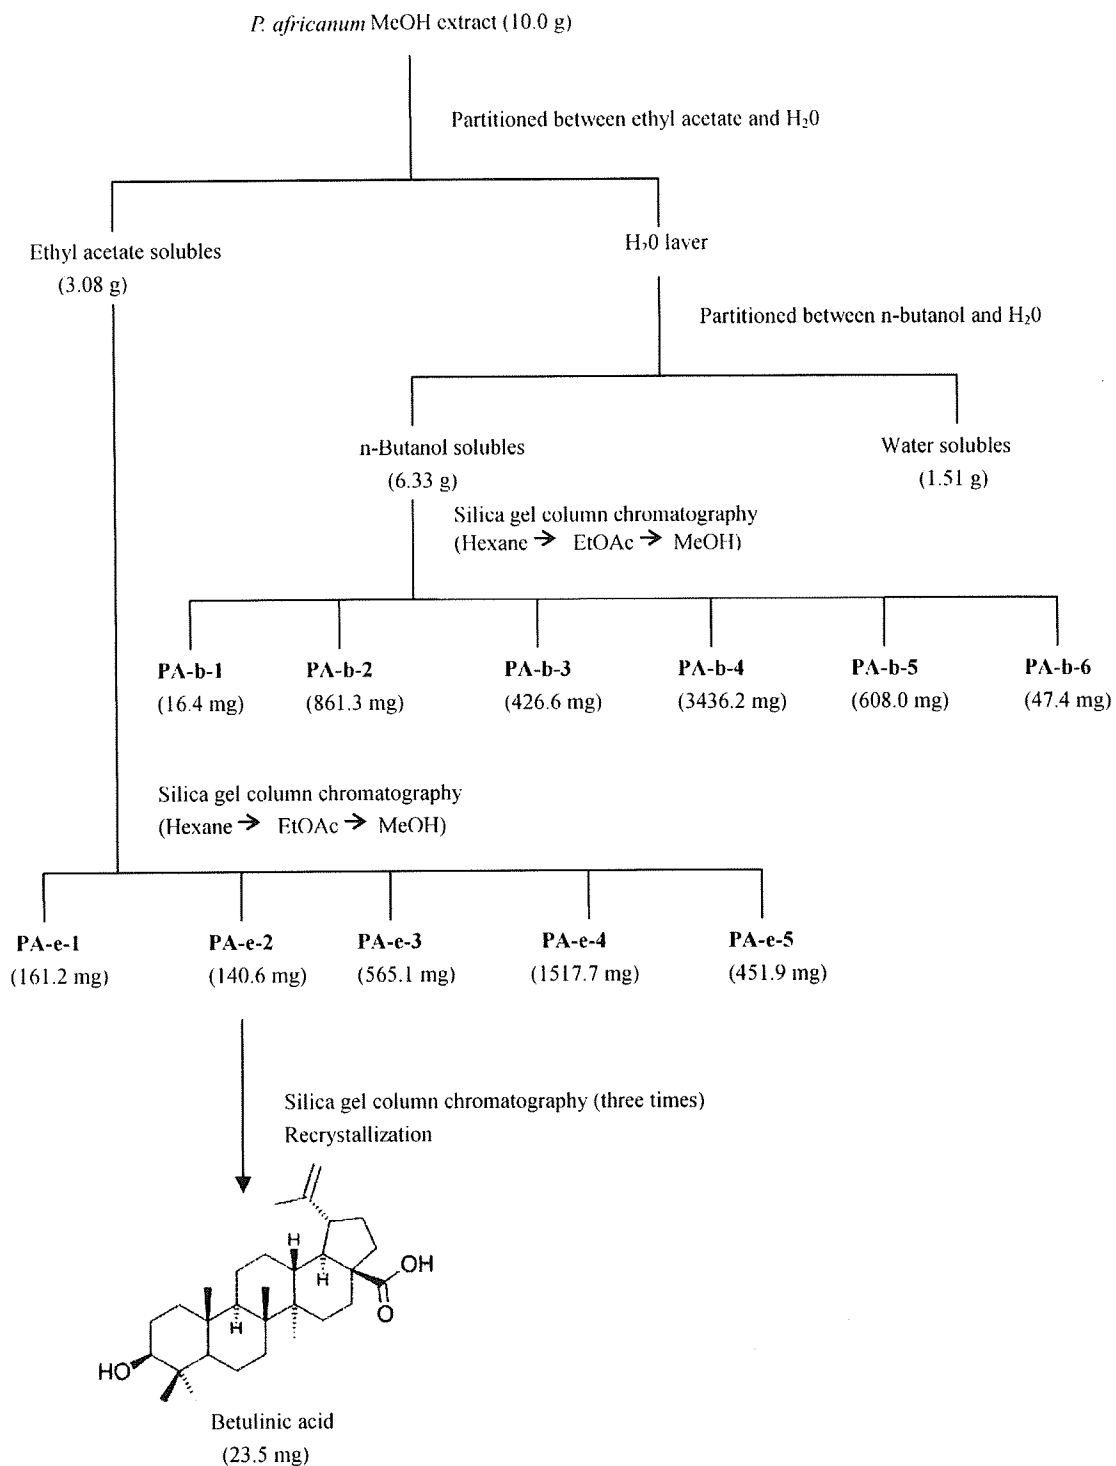 P. africanum MeOH extract (10.0 g)
Partitioned between ethyl acetate and H₂0
Ethyl acetate solubles
(3.08 g)
H₂0 layer
Partitioned between n-butanol and H₂0
n-Butanol solubles
(6.33 g)
Water solubles
(1.51 g)
Silica gel column chromatography
(Hexane → EtOAc → MeOH)
PA-b-1 PA-b-2 PA-b-3 PA-b-4 PA-b-5 PA-b-6
(16.4 mg) (861.3 mg) (426.6 mg) (3436.2 mg) (608.0 mg) (47.4 mg)
Silica gel column chromatography
(Hexane → EtOAc → MeOH)
PA-e-1 PA-e-2 PA-e-3 PA-e-4 PA-e-5
(161.2 mg) (140.6 mg) (565.1 mg) (1517.7 mg) (451.9 mg)
Silica gel column chromatography (three times)
Recrystallization
H
H
OH
O
H
HO
Betulinic acid
(23.5 mg)